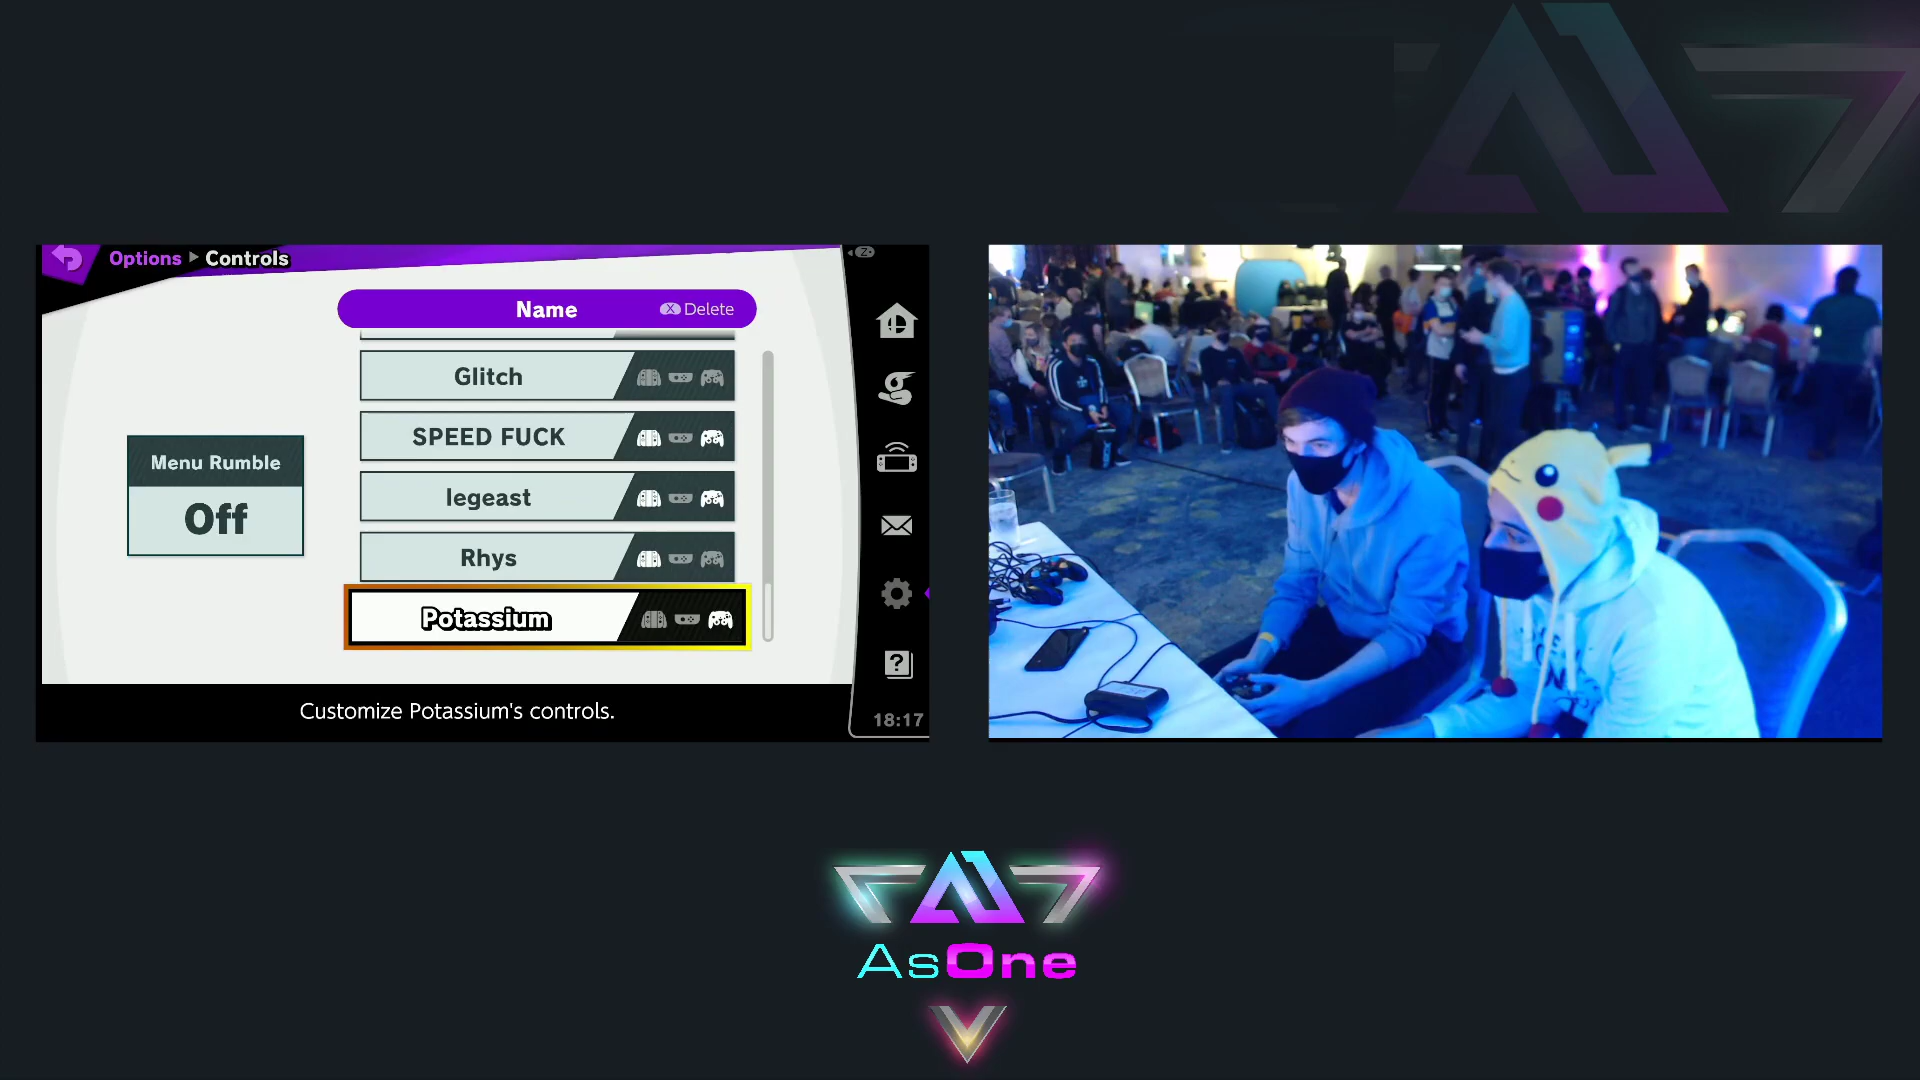 Options ▸ Controls
Z
Name
X Delete
Glitch
SPEED FUCK
legeast
Rhys
Potassium
Menu Rumble
Off
?
Customize Potassium's controls.
18:17
AsOne
V